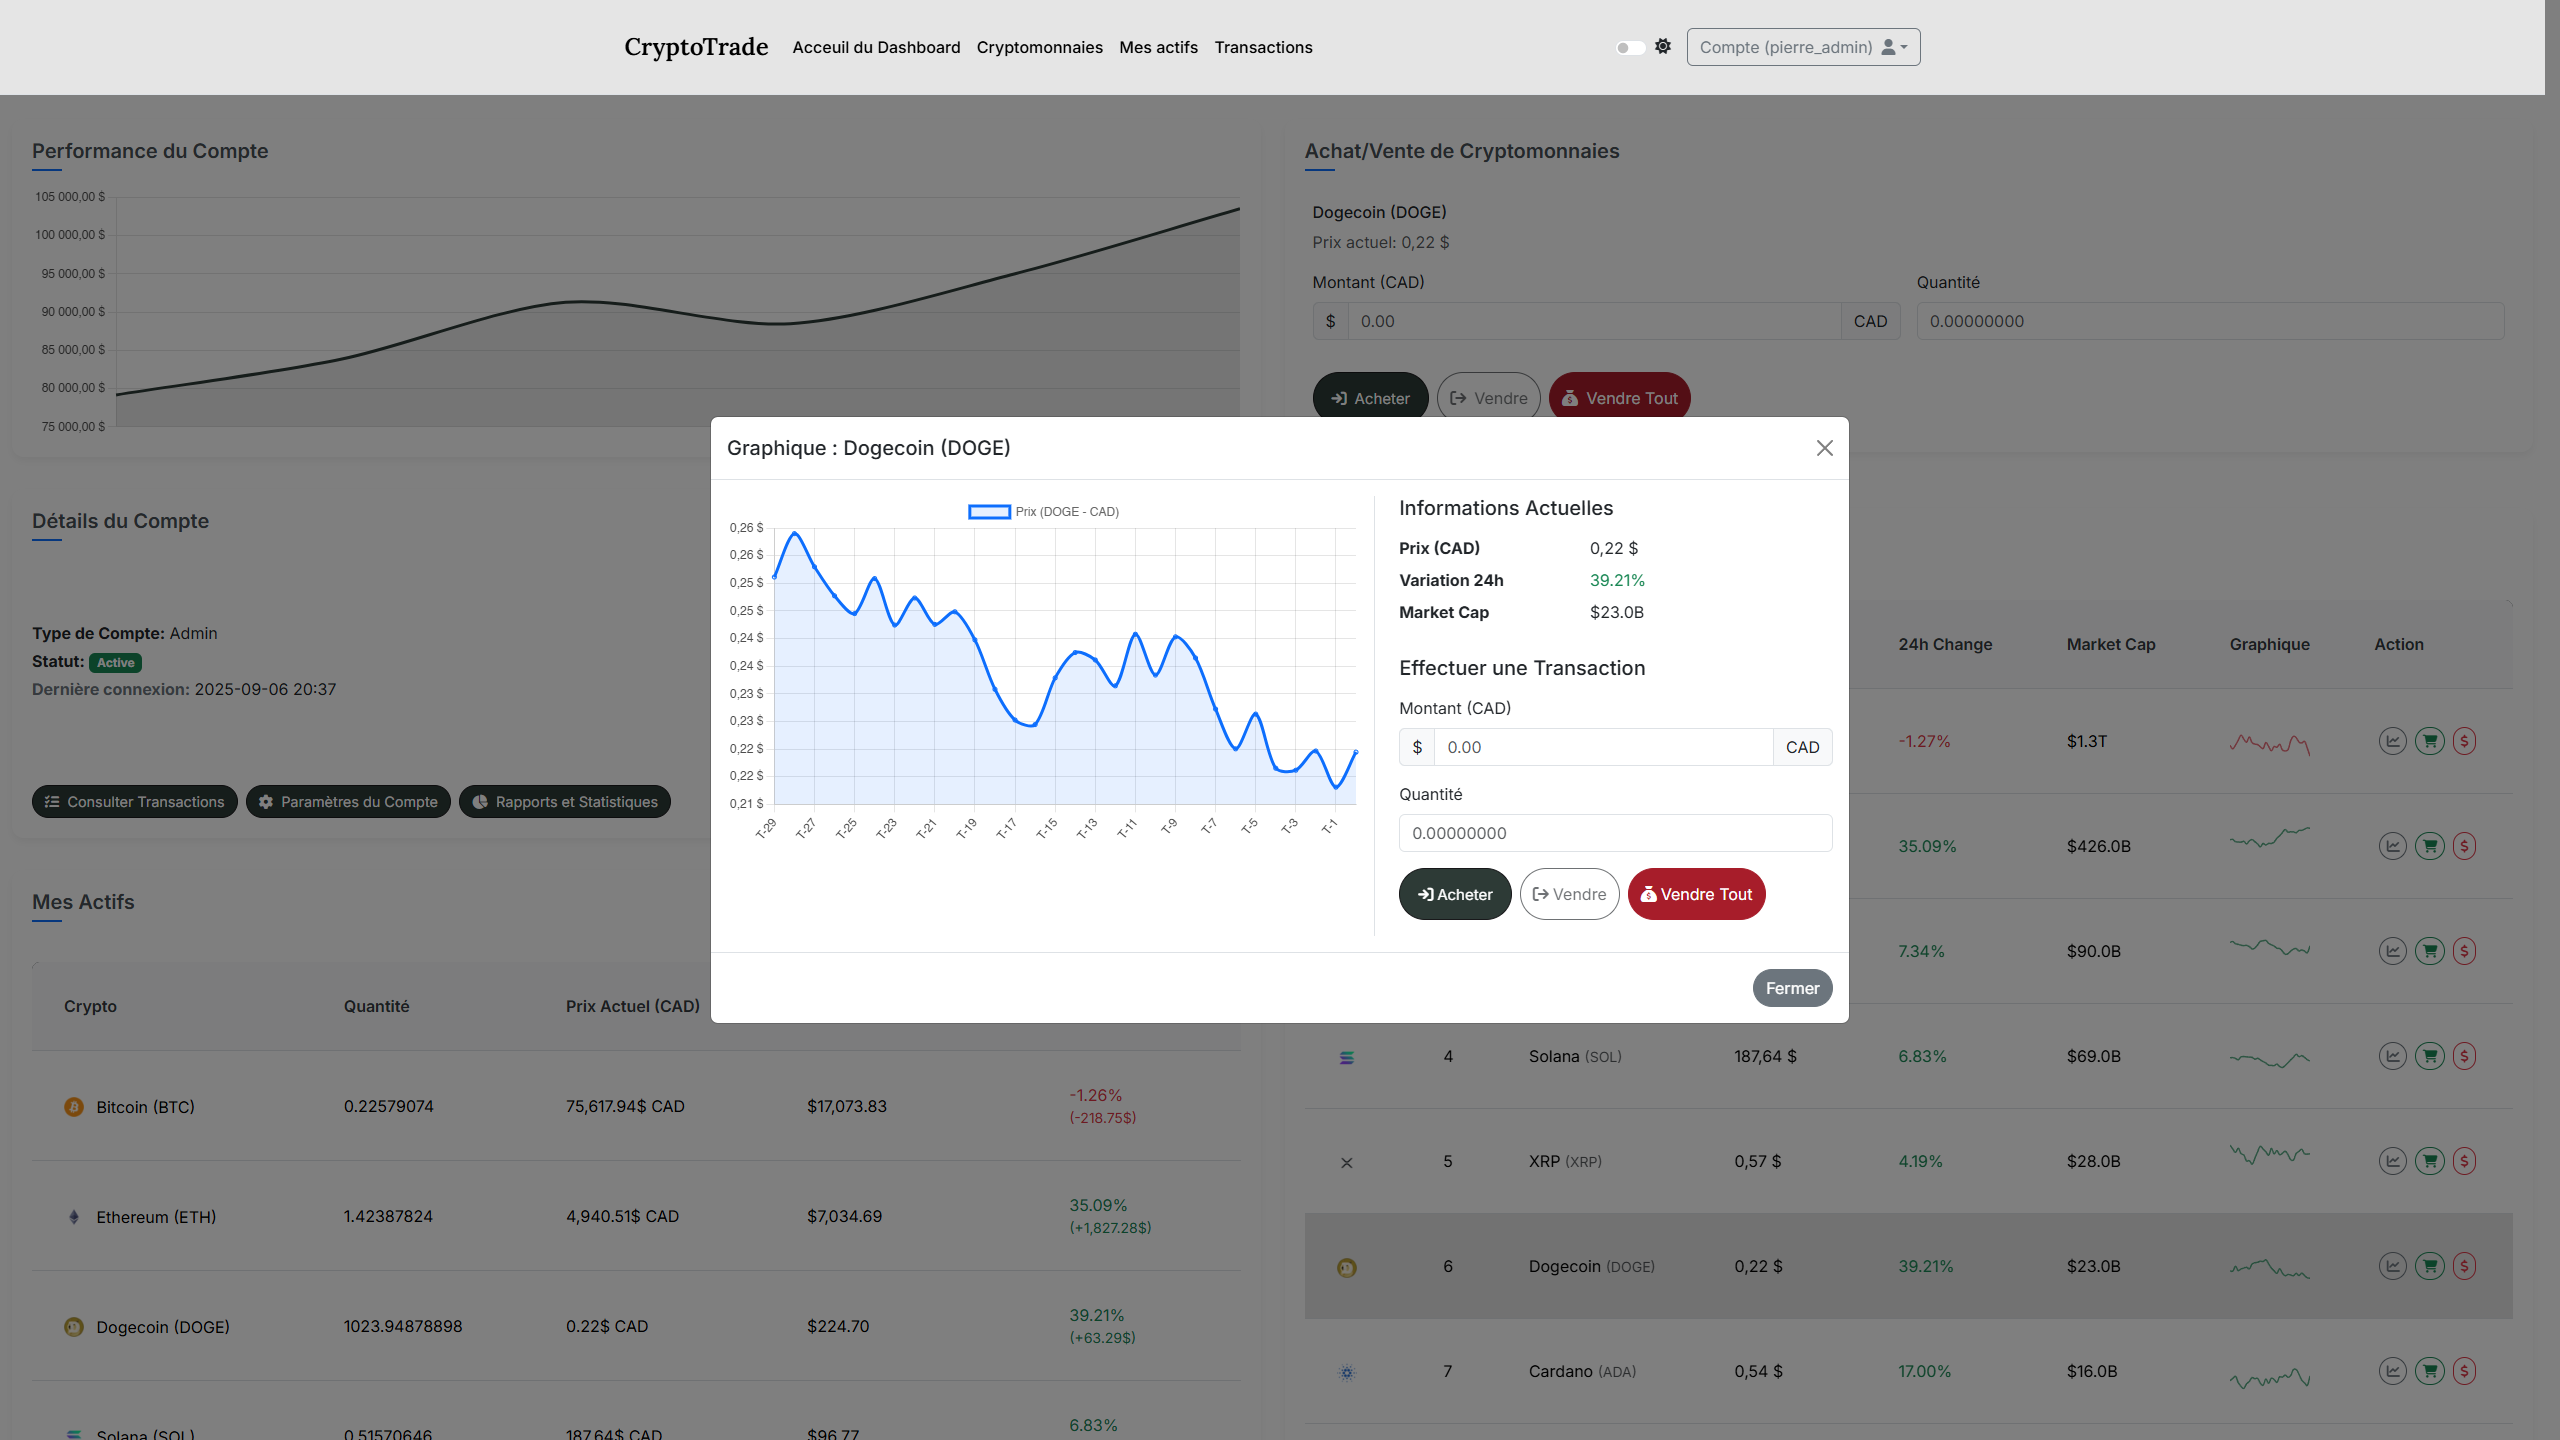 CryptoTrade Acceuil du Dashboard Cryptomonnaies Mes actifs Transactions Compte (pierre_admin)
Performance du Compte
105 000,00 $
100 000,00 $
95 000,00 $
90 000,00 $
85 000,00 $
80 000,00 $
75 000,00 $
Achat/Vente de Cryptomonnaies
Dogecoin (DOGE)
Prix actuel: 0,22 $
Montant (CAD) Quantité
$ 0.00 CAD 0.00000000
Acheter Vendre Vendre Tout
Détails du Compte
Type de Compte: Admin
Statut: Active
Dernière connexion: 2025-09-06 20:37
Consulter Transactions Paramètres du Compte Rapports et Statistiques
Graphique : Dogecoin (DOGE)
Prix (DOGE - CAD)
0,26 $
0,26 $
0,25 $
0,25 $
0,24 $
0,24 $
0,23 $
0,23 $
0,22 $
0,22 $
0,21 $
T-29 T-27 T-25 T-23 T-21 T-19 T-17 T-15 T-13 T-11 T-9 T-7 T-5 T-3 T-1
Informations Actuelles
Prix (CAD) 0,22 $
Variation 24h 39.21%
Market Cap $23.0B
Effectuer une Transaction
Montant (CAD)
$ 0.00 CAD
Quantité
0.00000000
Acheter Vendre Vendre Tout
Fermer
24h Change Market Cap Graphique Action
-1.27% $1.3T
35.09% $426.0B
7.34% $90.0B
4 Solana (SOL) 187,64 $ 6.83% $69.0B
5 XRP (XRP) 0,57 $ 4.19% $28.0B
6 Dogecoin (DOGE) 0,22 $ 39.21% $23.0B
7 Cardano (ADA) 0,54 $ 17.00% $16.0B
Mes Actifs
Crypto Quantité Prix Actuel (CAD)
Bitcoin (BTC) 0.22579074 75,617.94$ CAD $17,073.83 -1.26%
(-218.75$)
Ethereum (ETH) 1.42387824 4,940.51$ CAD $7,034.69 35.09%
(+1,827.28$)
Dogecoin (DOGE) 1023.94878898 0.22$ CAD $224.70 39.21%
(+63.29$)
Solana (SOL) 0.51570646 187.64$ CAD $96.77 6.83%